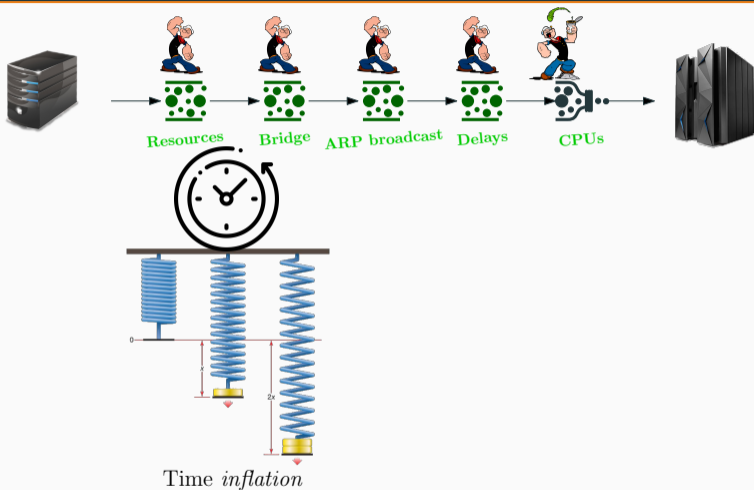 Resources
Bridge
ARP broadcast
Delays
CPUs
0
x
2x
Time inflation